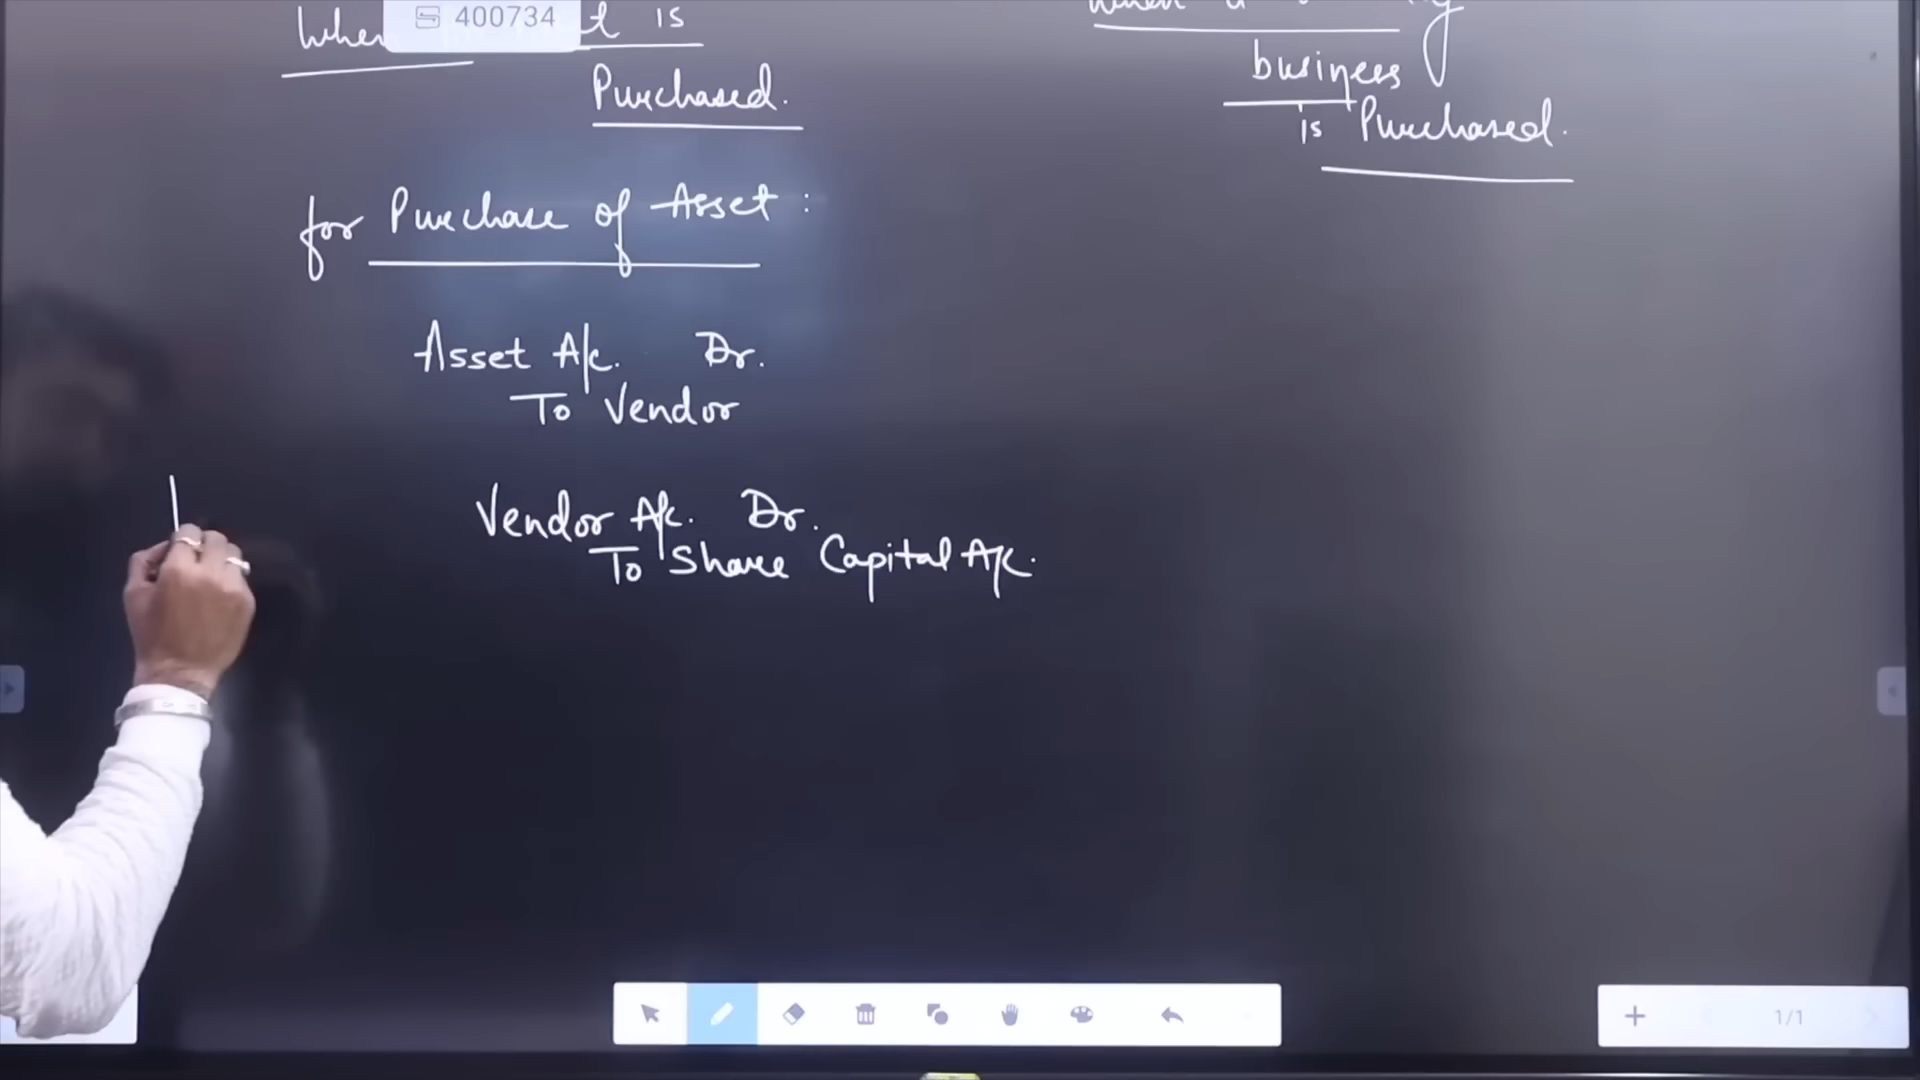 400734
When is
Purchased.
business
is Purchased.
for Purchase of Asset :
Asset A/c. Dr.
To Vendor
Vendor A/c. Dr.
To Share Capital A/c.
1/1